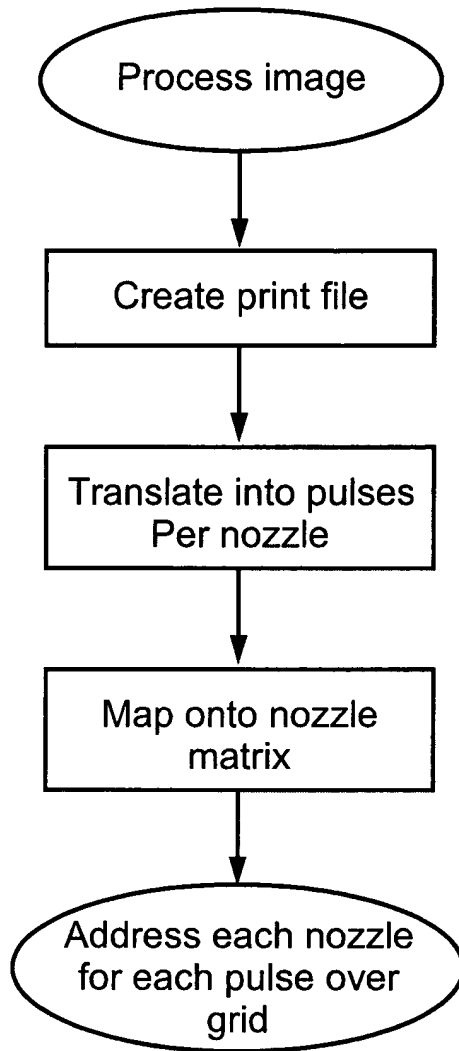 Process image
Create print file
Translate into pulses
Per nozzle
Map onto nozzle
matrix
Address each nozzle
for each pulse over
grid